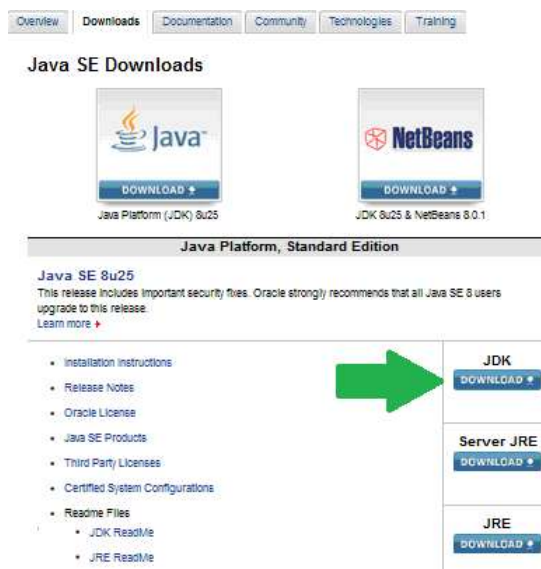 Overview Downloads Documentation Community Technologies Training
Java SE Downloads
Java
NetBeans
DOWNLOAD
DOWNLOAD
Java Platform (JDK) 8u25
JDK 8u25 & NetBeans 8.0.1
Java Platform, Standard Edition
Java SE 8u25
This release includes important security fixes. Oracle strongly recommends that all Java SE 8 users
upgrade to this release.
Learn more
Installation Instructions
Release Notes
Oracle License
Java SE Products
Third Party Licenses
Certified System Configurations
Readme Files
JDK ReadMe
JRE ReadMe
JDK
DOWNLOAD
Server JRE
DOWNLOAD
JRE
DOWNLOAD